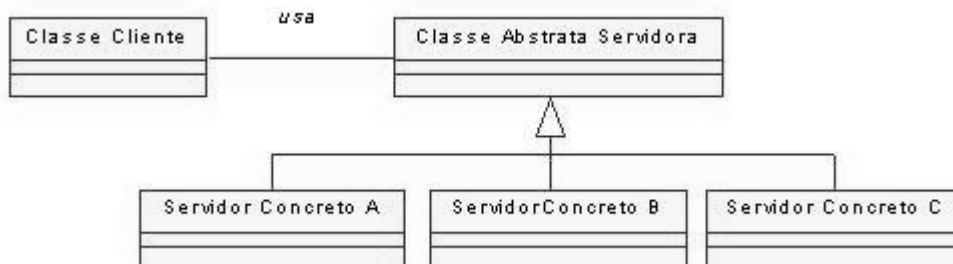 usa
Classe Cliente
Classe Abstrata Servidora
Servidor Concreto A
ServidorConcreto B
Servidor Concreto C